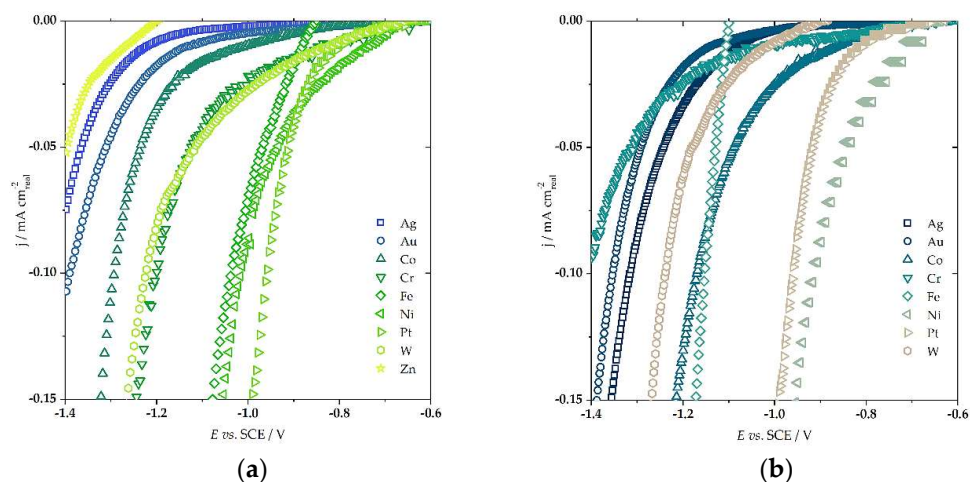 0.00
-0.05
-0.10
-0.15
-1.4 -1.2 -1.0 -0.8 -0.6
j / mA cm⁻²real
E vs. SCE / V
Ag
Au
Co
Cr
Fe
Ni
Pt
W
Zn
(a)
0.00
-0.05
-0.10
-0.15
-1.4 -1.2 -1.0 -0.8 -0.6
j / mA cm⁻²real
E vs. SCE / V
Ag
Au
Co
Cr
Fe
Ni
Pt
W
(b)